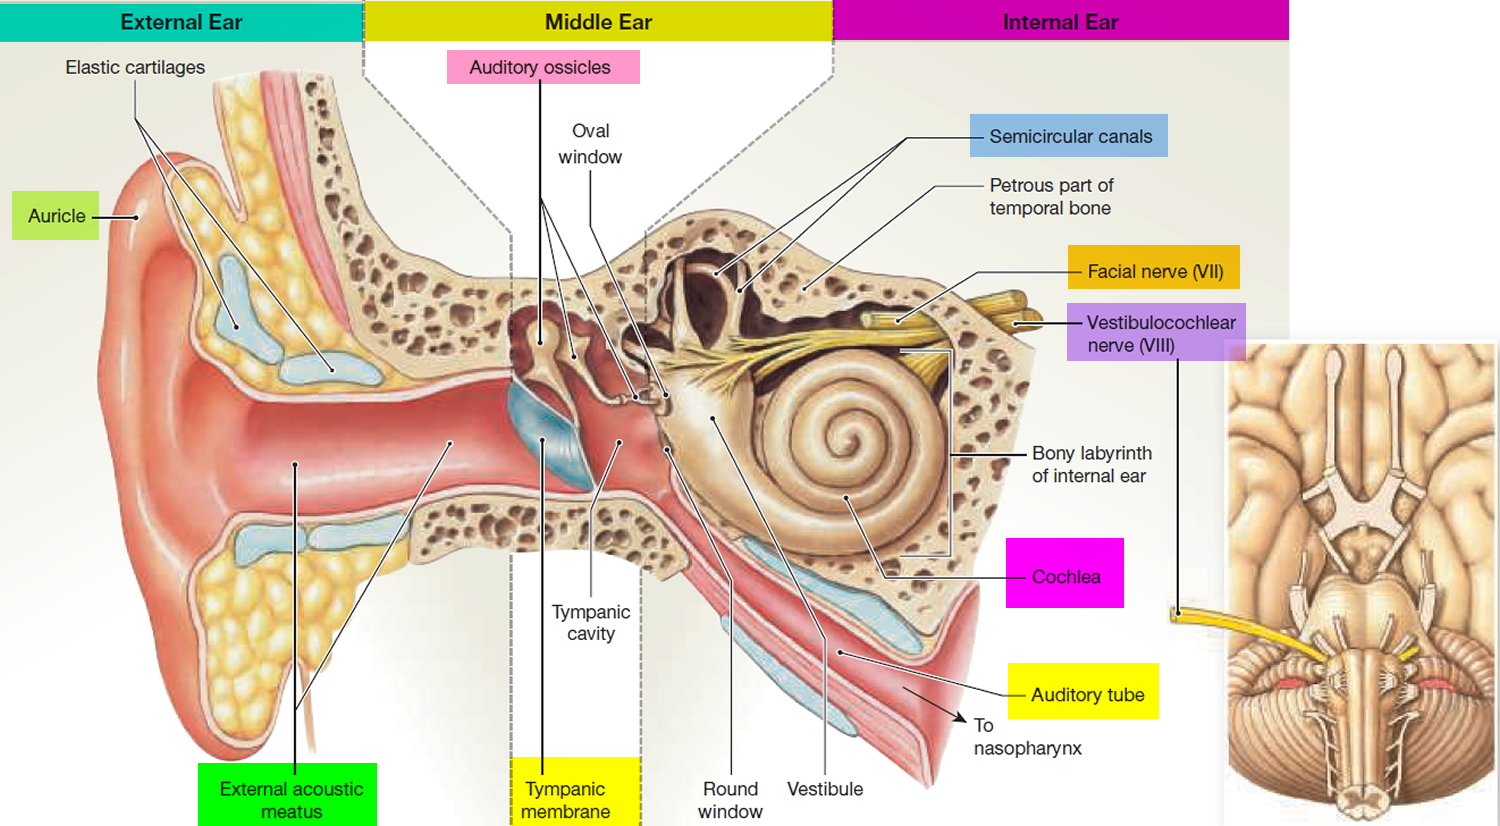 External Ear
Middle Ear
Internal Ear
Elastic cartilages
Auditory ossicles
Oval
window
Semicircular canals
Petrous part of
temporal bone
Auricle
Facial nerve (VII)
Vestibulocochlear
nerve (VIII)
Bony labyrinth
of internal ear
Cochlea
Tympanic
cavity
Auditory tube
To
nasopharynx
External acoustic
meatus
Tympanic
membrane
Round
window
Vestibule